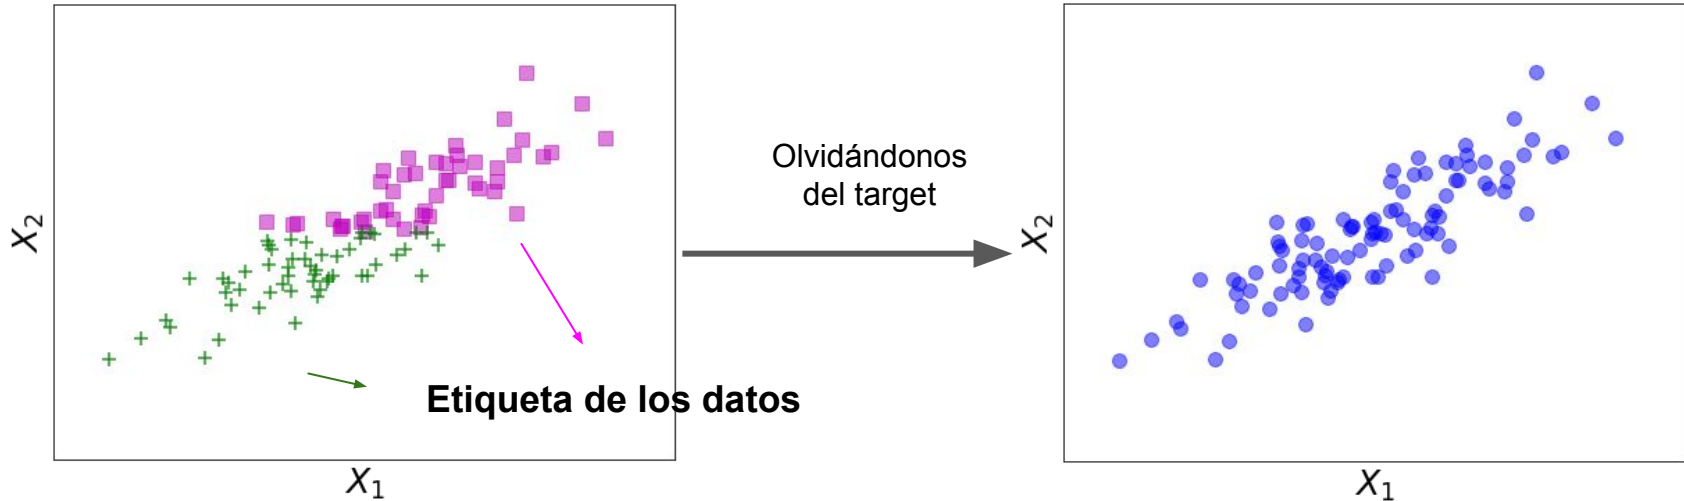 X₂
X₁
Etiqueta de los datos
Olvidándonos
del target
X₂
X₁